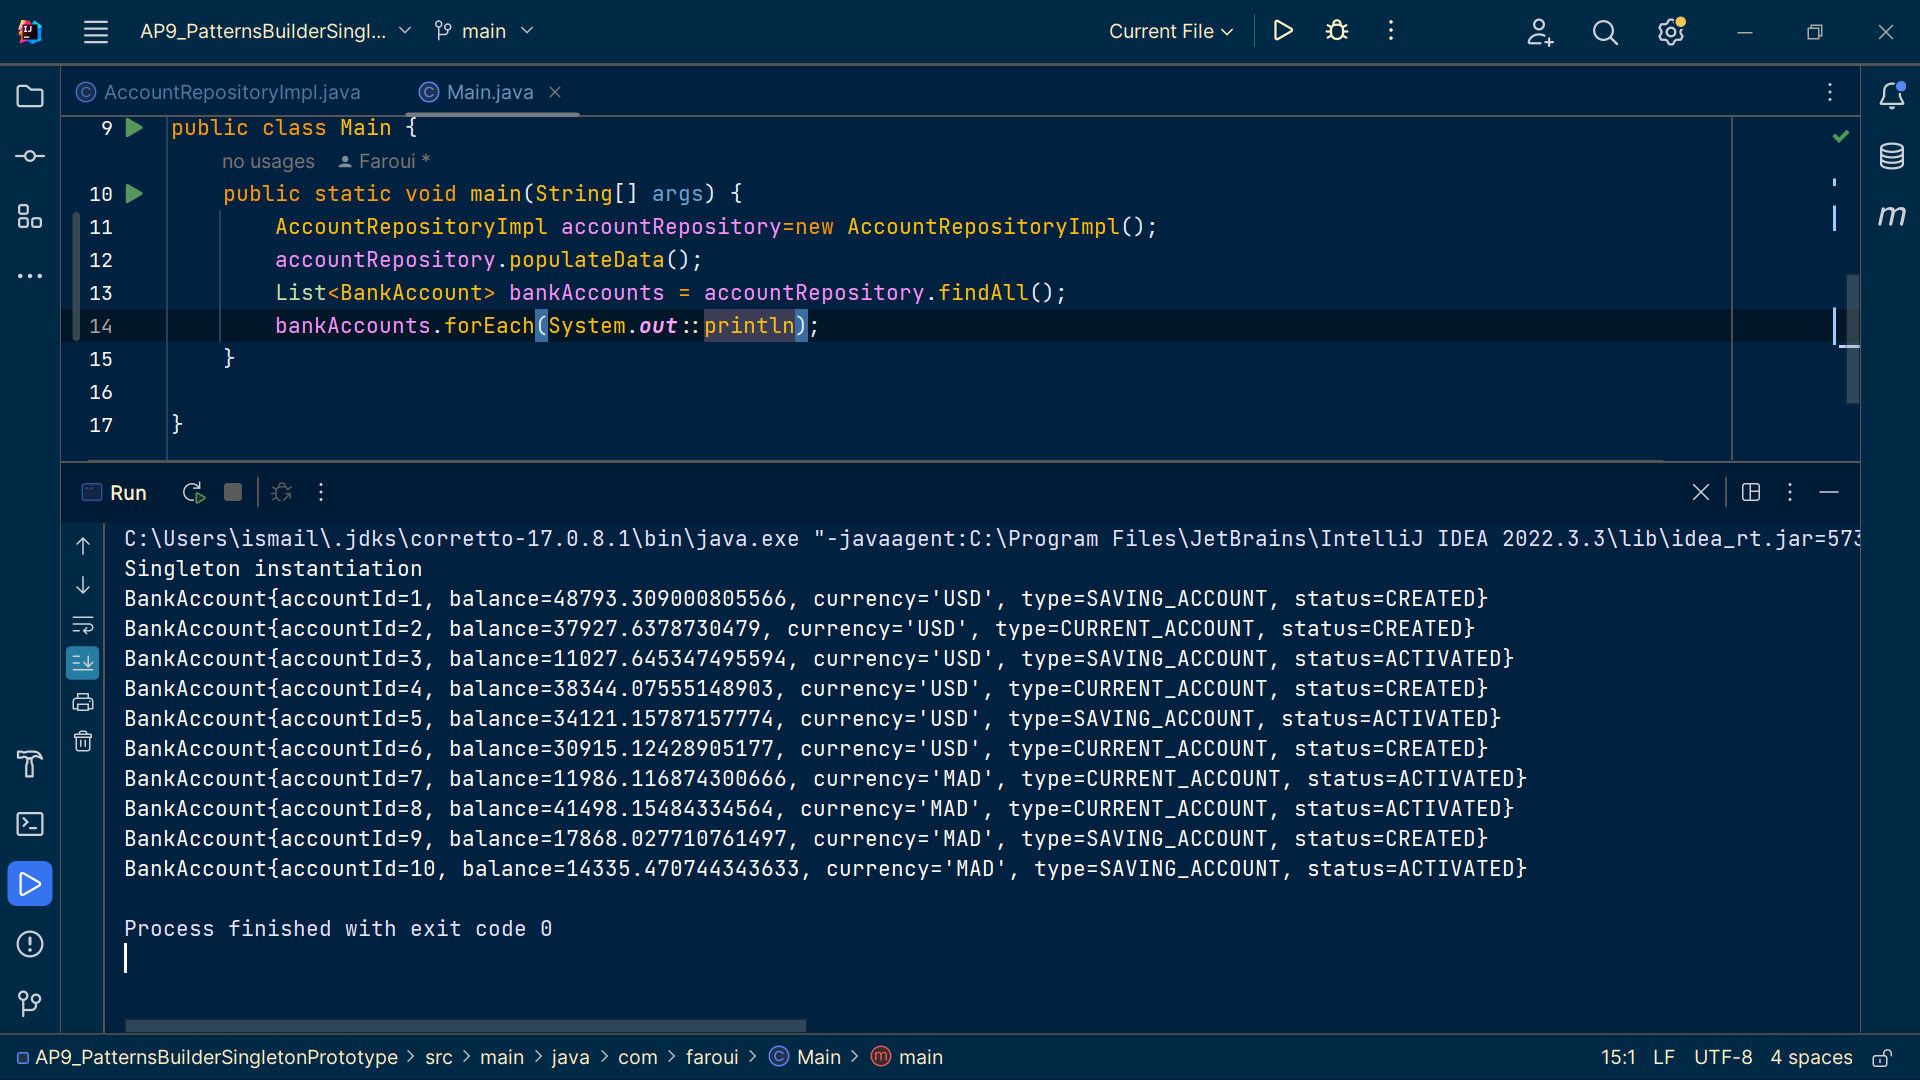 AP9_PatternsBuilderSingl... main Current File
AccountRepositoryImpl.java Main.java
9 public class Main {
no usages Faroui *
10 public static void main(String[] args) {
11 AccountRepositoryImpl accountRepository=new AccountRepositoryImpl();
12 accountRepository.populateData();
13 List<BankAccount> bankAccounts = accountRepository.findAll();
14 bankAccounts.forEach(System.out::println);
15 }
16
17 }
Run
C:\Users\ismail\.jdks\corretto-17.0.8.1\bin\java.exe "-javaagent:C:\Program Files\JetBrains\IntelliJ IDEA 2022.3.3\lib\idea_rt.jar=573
Singleton instantiation
BankAccount{accountId=1, balance=48793.309000805566, currency='USD', type=SAVING_ACCOUNT, status=CREATED}
BankAccount{accountId=2, balance=37927.6378730479, currency='USD', type=CURRENT_ACCOUNT, status=CREATED}
BankAccount{accountId=3, balance=11027.645347495594, currency='USD', type=SAVING_ACCOUNT, status=ACTIVATED}
BankAccount{accountId=4, balance=38344.07555148903, currency='USD', type=CURRENT_ACCOUNT, status=CREATED}
BankAccount{accountId=5, balance=34121.15787157774, currency='USD', type=SAVING_ACCOUNT, status=ACTIVATED}
BankAccount{accountId=6, balance=30915.12428905177, currency='USD', type=CURRENT_ACCOUNT, status=CREATED}
BankAccount{accountId=7, balance=11986.116874300666, currency='MAD', type=CURRENT_ACCOUNT, status=ACTIVATED}
BankAccount{accountId=8, balance=41498.15484334564, currency='MAD', type=CURRENT_ACCOUNT, status=ACTIVATED}
BankAccount{accountId=9, balance=17868.027710761497, currency='MAD', type=SAVING_ACCOUNT, status=CREATED}
BankAccount{accountId=10, balance=14335.470744343633, currency='MAD', type=SAVING_ACCOUNT, status=ACTIVATED}
Process finished with exit code 0
AP9_PatternsBuilderSingletonPrototype > src > main > java > com > faroui > Main > main 15:1 LF UTF-8 4 spaces